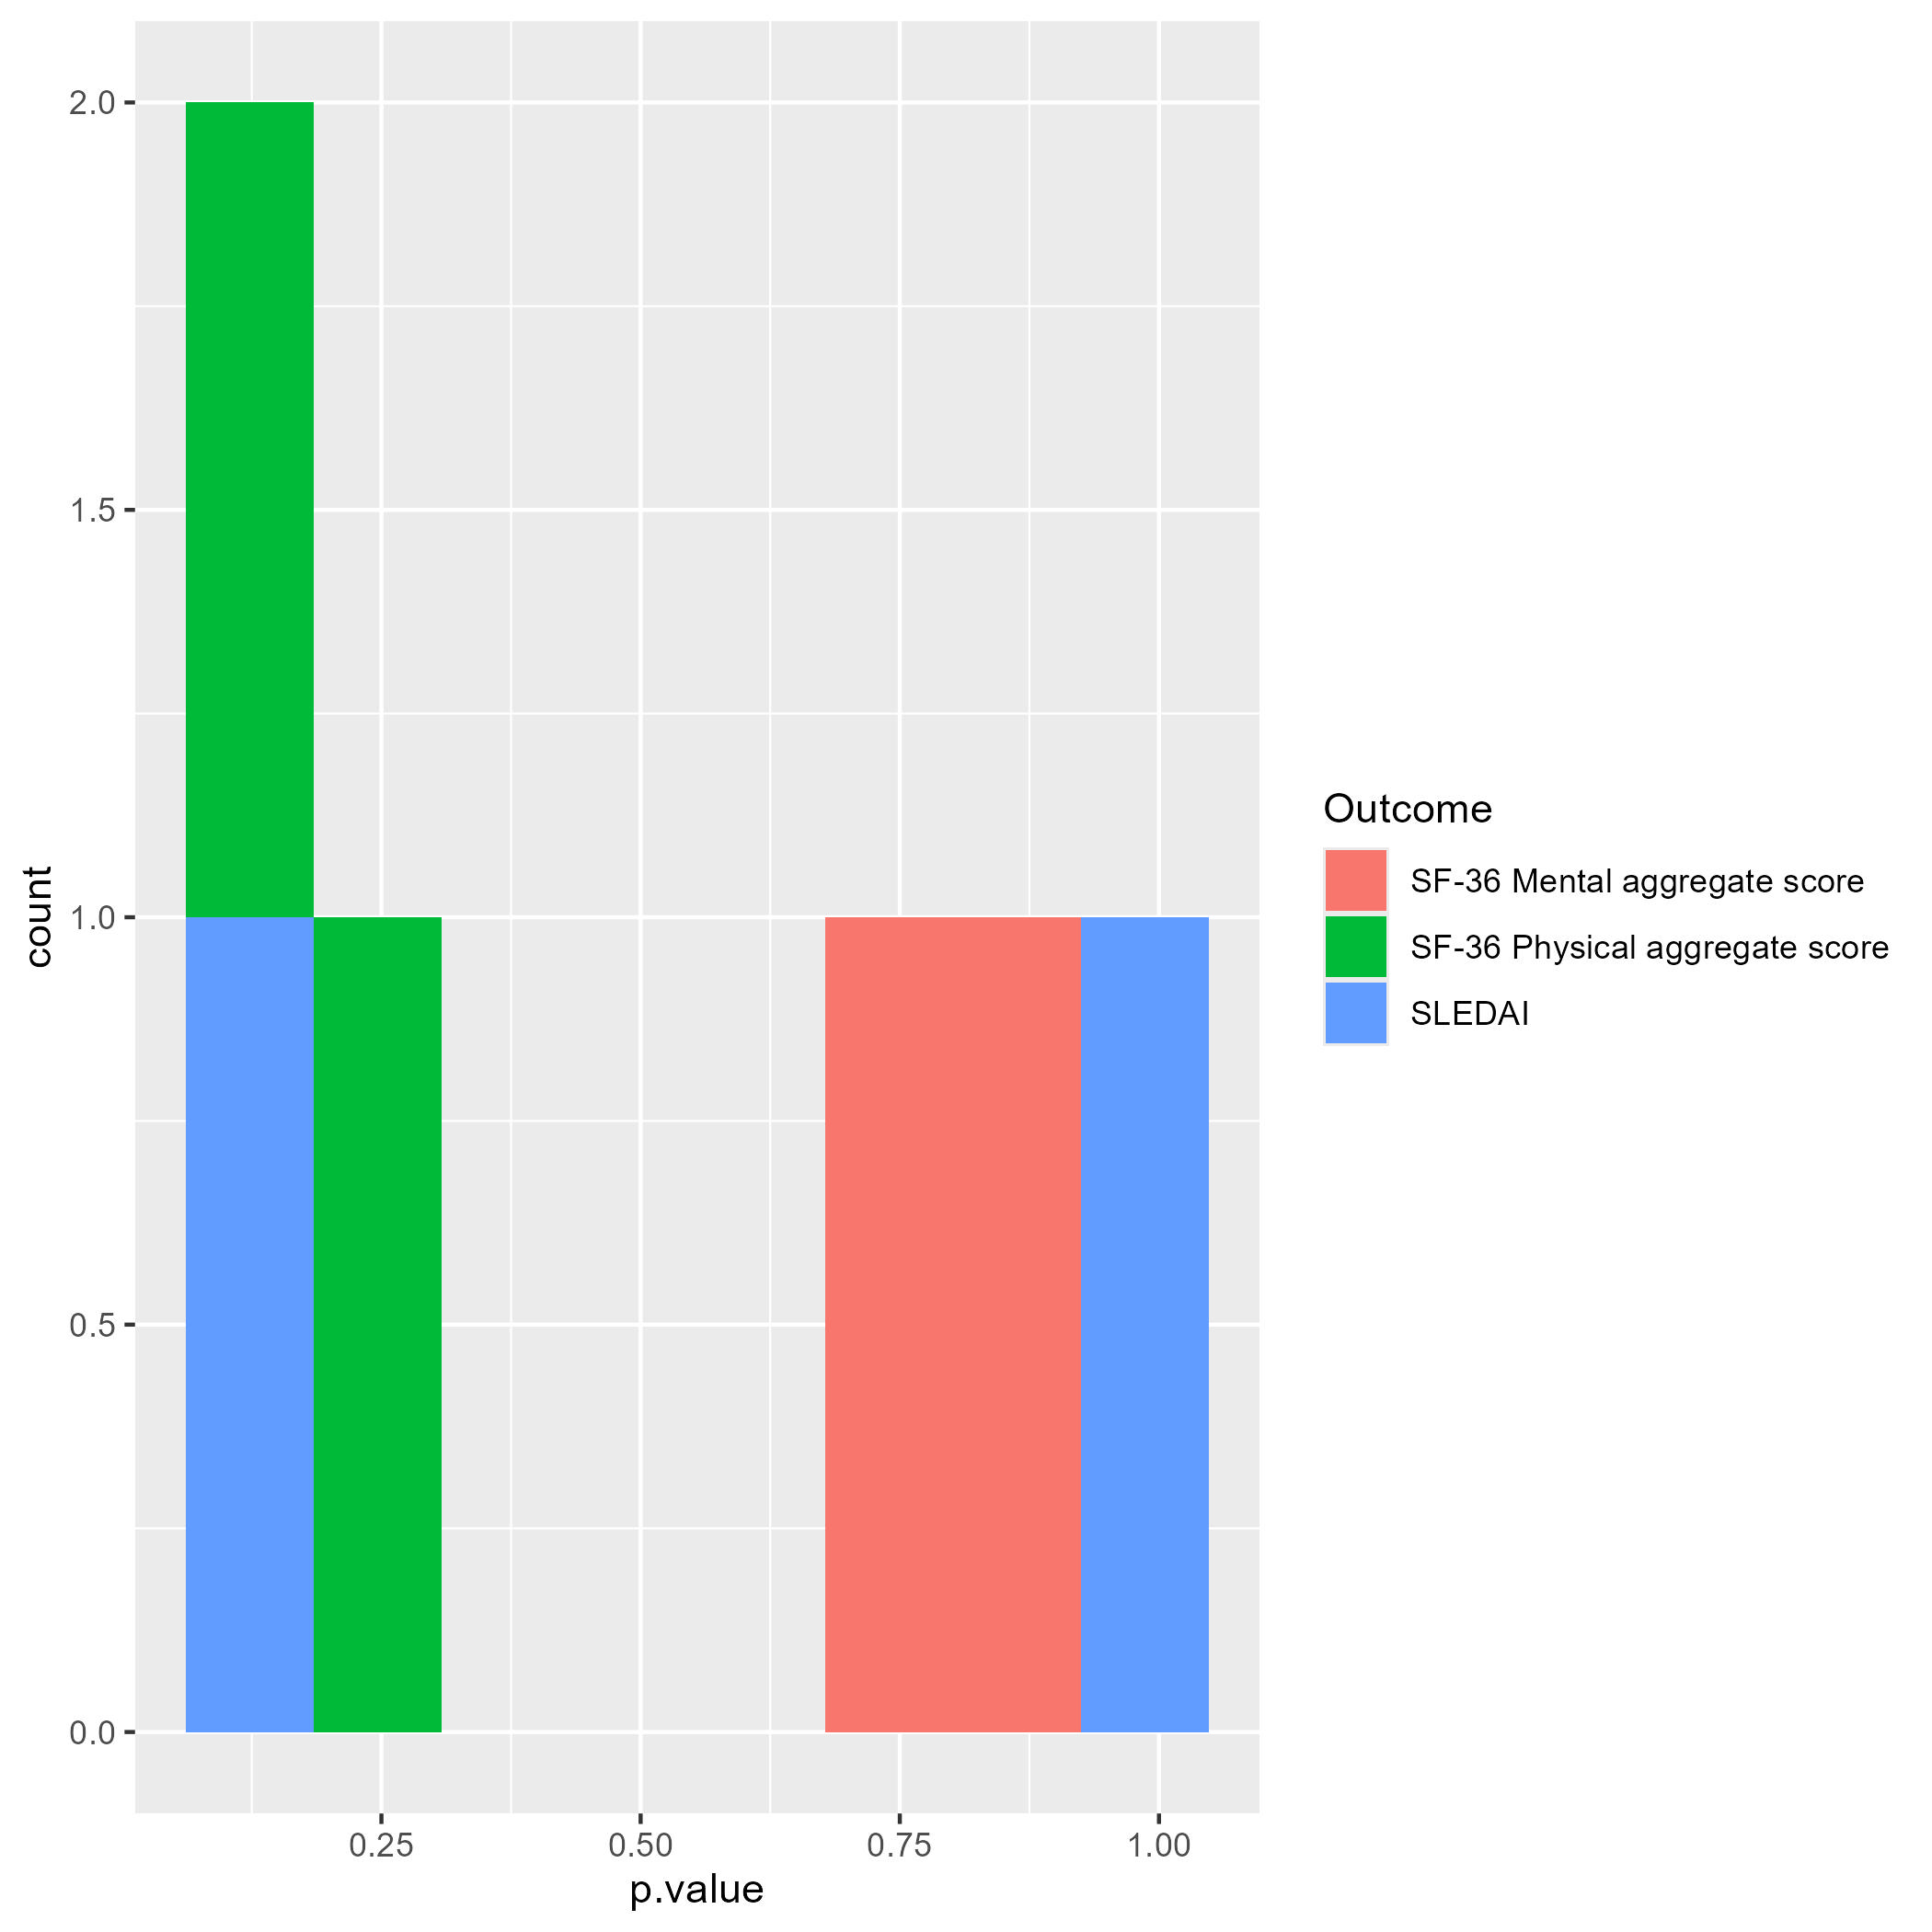 2.0
1.5
1.0
0.5
0.0
count
0.25 0.50 0.75 1.00
p.value
Outcome
SF-36 Mental aggregate score
SF-36 Physical aggregate score
SLEDAI